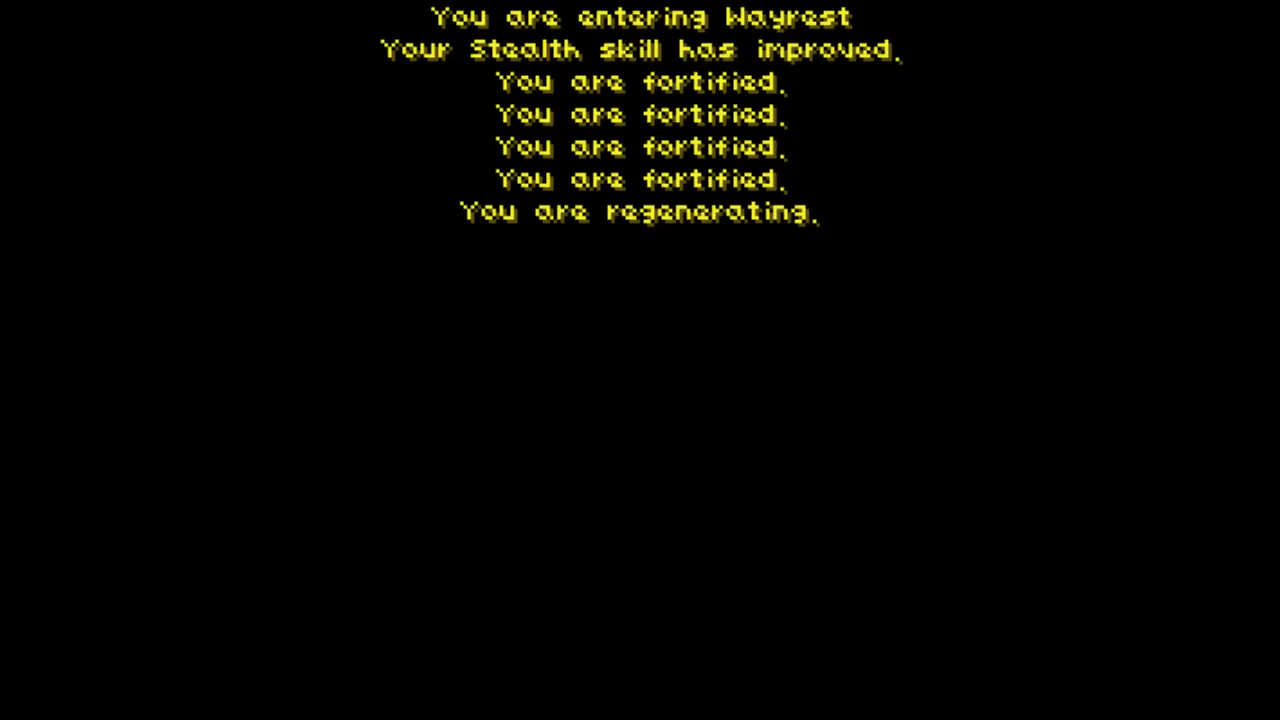 You are entering Wayrest
Your Stealth skill has improved.
You are fortified.
You are fortified.
You are fortified.
You are fortified.
You are regenerating.